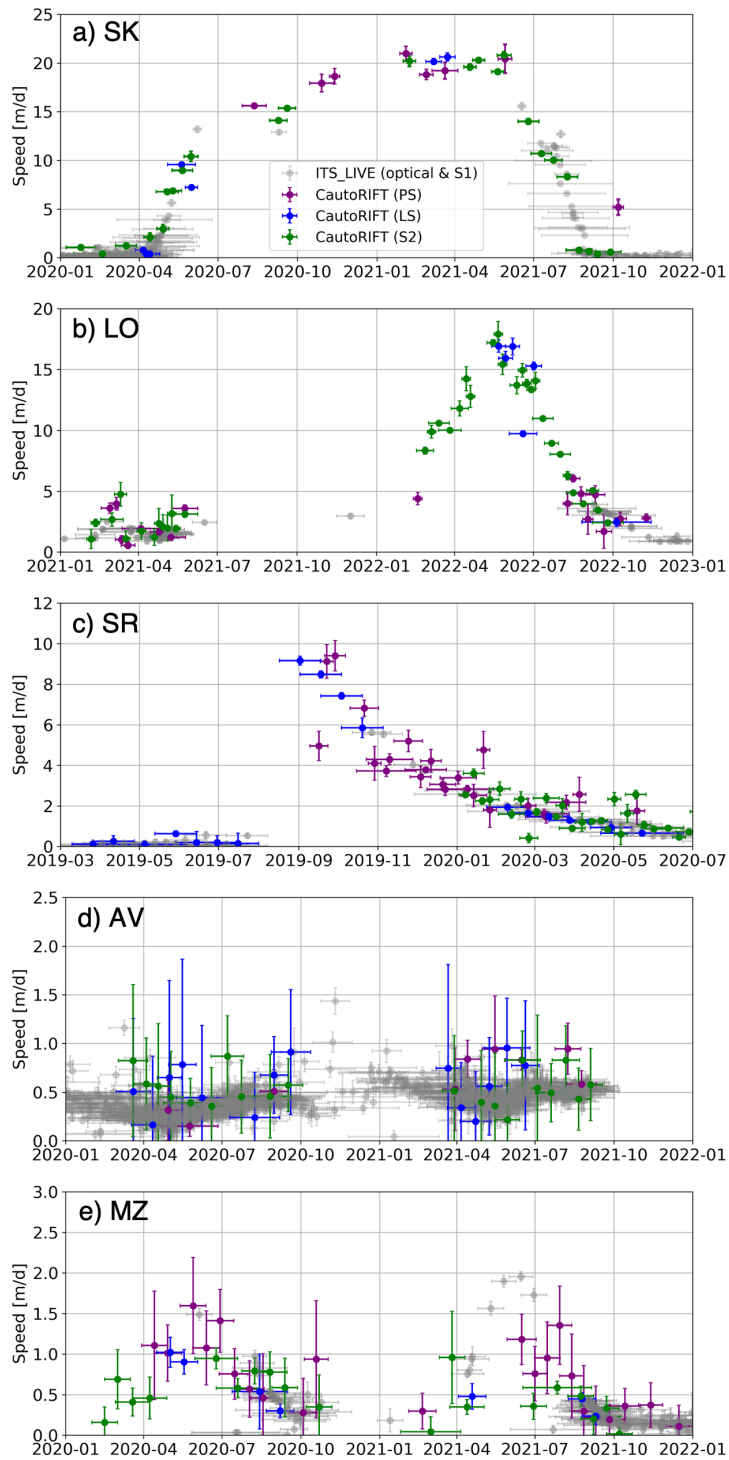 a) SK
Speed [m/d]
25
20
15
10
5
0
ITS_LIVE (optical & S1)
CautoRIFT (PS)
CautoRIFT (LS)
CautoRIFT (S2)
2020-01 2020-04 2020-07 2020-10 2021-01 2021-04 2021-07 2021-10 2022-01
b) LO
Speed [m/d]
20
15
10
5
0
2021-01 2021-04 2021-07 2021-10 2022-01 2022-04 2022-07 2022-10 2023-01
c) SR
Speed [m/d]
12
10
8
6
4
2
0
2019-03 2019-05 2019-07 2019-09 2019-11 2020-01 2020-03 2020-05 2020-07
d) AV
Speed [m/d]
2.5
2.0
1.5
1.0
0.5
0.0
2020-01 2020-04 2020-07 2020-10 2021-01 2021-04 2021-07 2021-10 2022-01
e) MZ
Speed [m/d]
3.0
2.5
2.0
1.5
1.0
0.5
0.0
2020-01 2020-04 2020-07 2020-10 2021-01 2021-04 2021-07 2021-10 2022-01